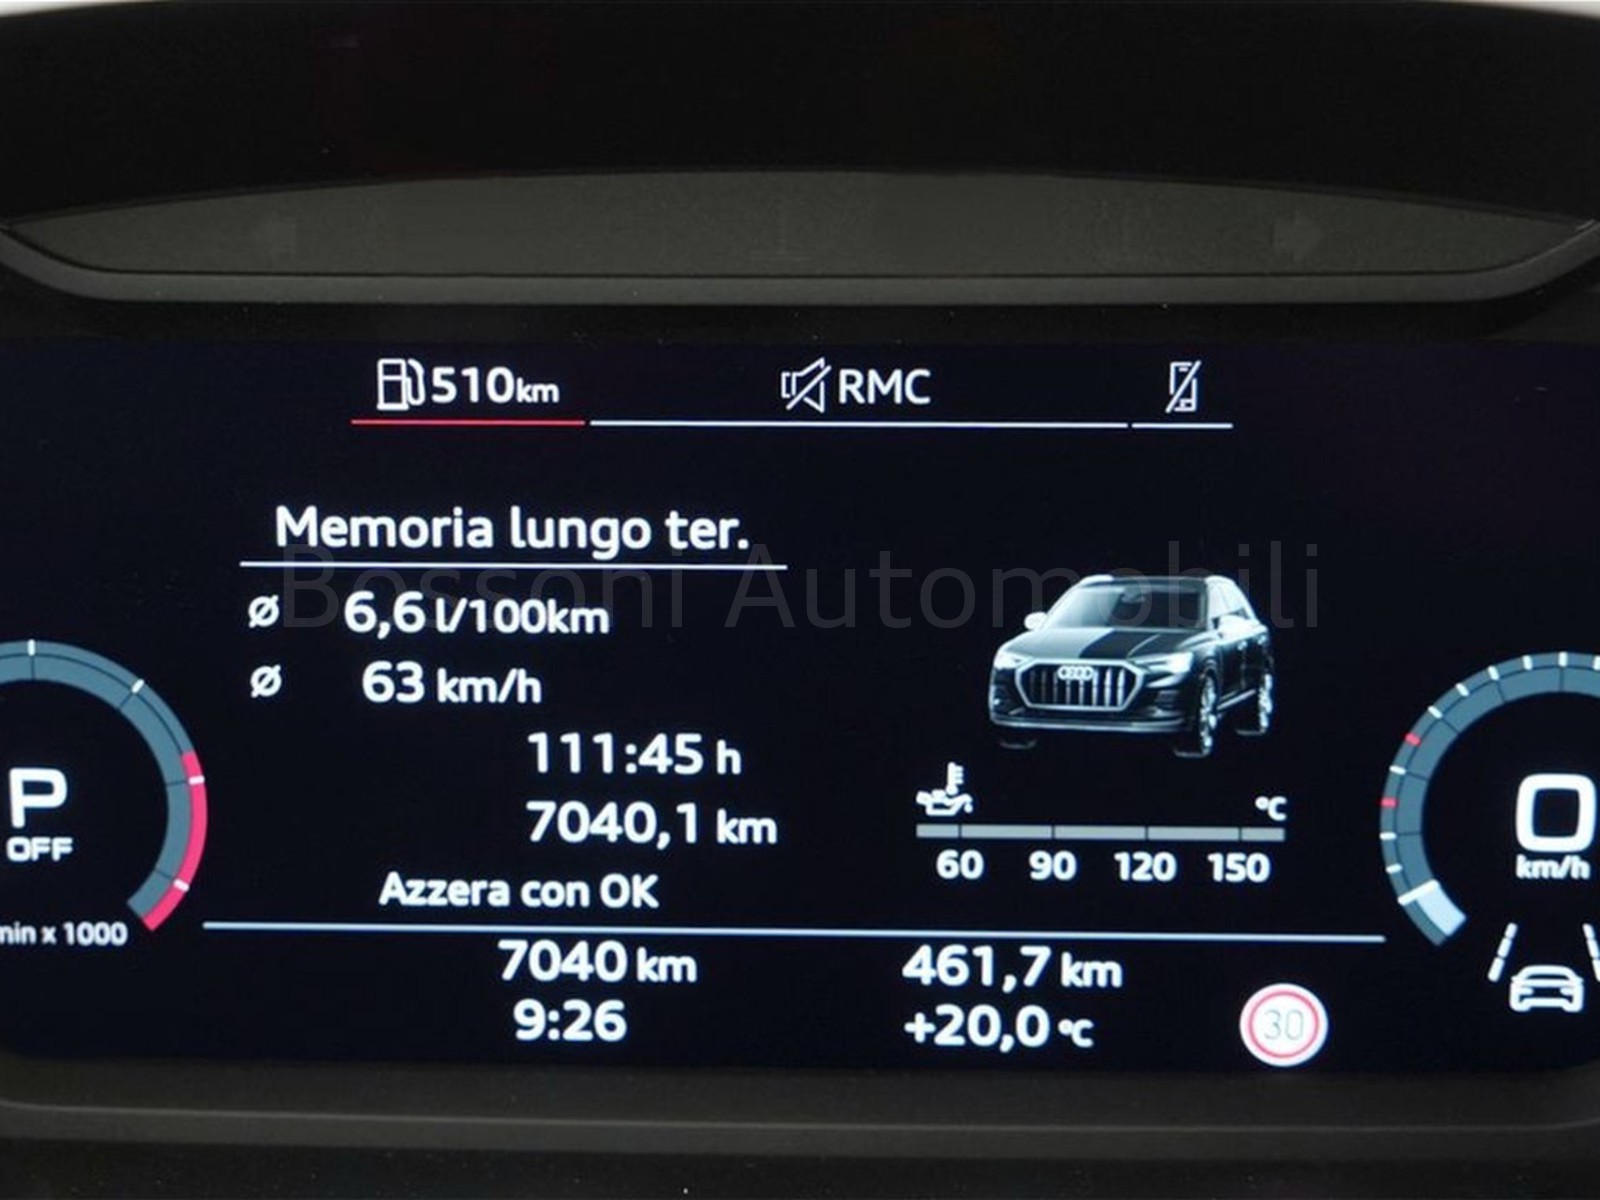 510km
RMC
Memoria lungo ter.
Bossoni Automobili
ø 6,6 l/100km
ø 63 km/h
111:45 h
7040,1 km
Azzera con OK
P
OFF
min x 1000
°C
60 90 120 150
0
km/h
7040 km
461,7 km
9:26
+20,0 °C
30